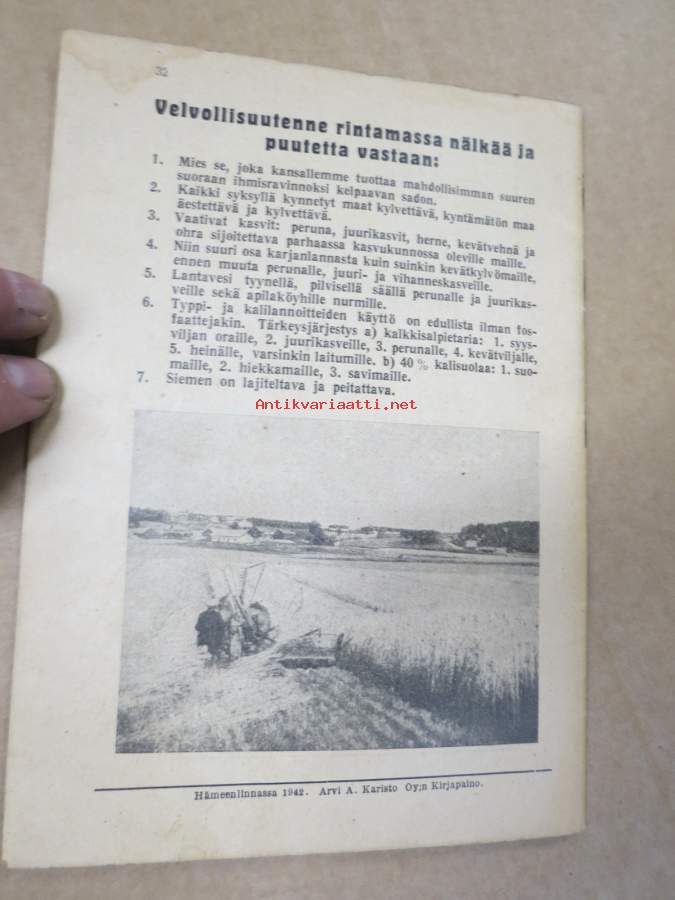 32
Velvollisuutenne rintamassa nälkää ja
puutetta vastaan:
1. Mies se, joka kansallemme tuottaa mahdollisimman suuren
suoraan ihmisravinnoksi kelpaavan sadon.
2. Kaikki syksyllä kynnetyt maat kylvettävä, kyntämätön maa
äestettävä ja kylvettävä.
3. Vaativat kasvit: peruna, juurikasvit, herne, kevätvehnä ja
ohra sijoitettava parhaassa kasvukunnossa oleville maille.
4. Niin suuri osa karjanlannasta kuin suinkin kevätkylvömaille,
ennen muuta perunalle, juuri- ja vihanneskasveille.
5. Lantavesi tyynellä, pilvisellä säällä perunalle ja juurikas-
veille sekä apilaköyhille nurmille.
6. Typpi- ja kalilannoitteiden käyttö on edullista ilman fos-
faattejakin. Tärkeysjärjestys a) kalkkisalpietaria: 1. syys-
viljan oraille, 2. juurikasveille, 3. perunalle, 4. kevätviljalle,
5. heinälle, varsinkin laitumille. b) 40 % kalisuolaa: 1. suo-
maille, 2. hiekkamaille, 3. savimaille.
7. Siemen on lajiteltava ja peitattava.
Antikvariaatti.net
Hämeenlinnassa 1942. Arvi A. Karisto Oy:n Kirjapaino.